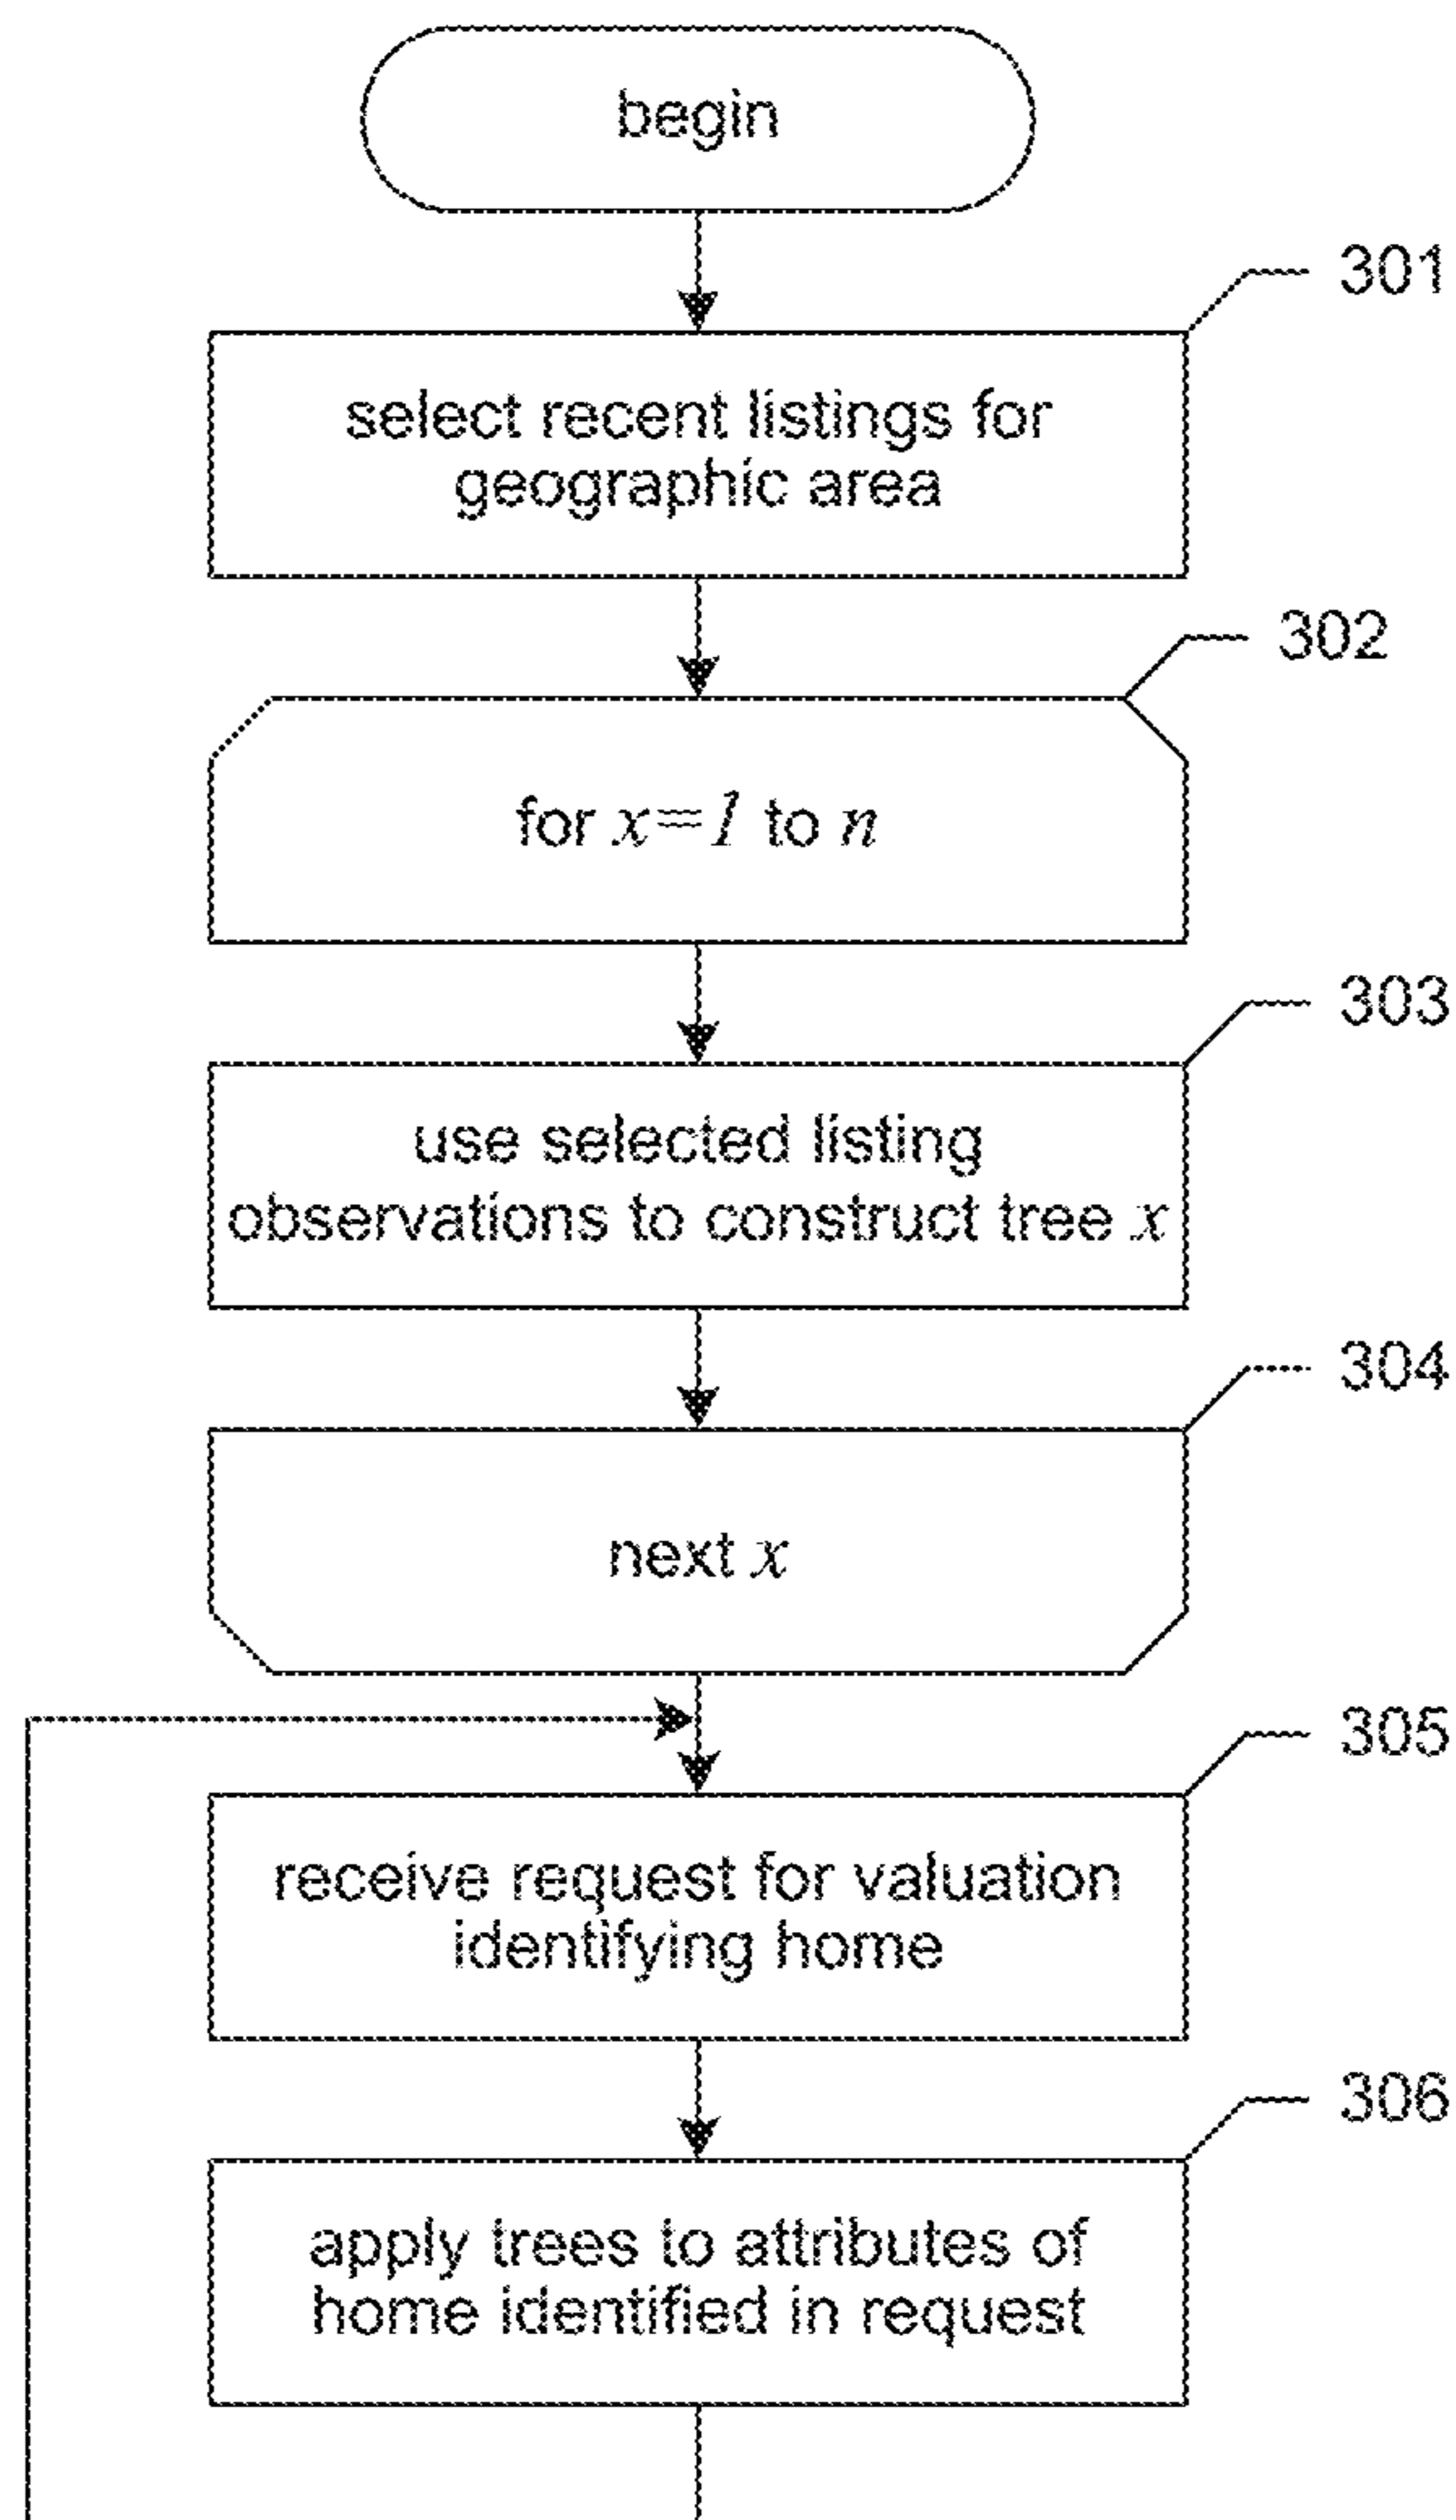 begin
301
select recent listings for
geographic area
302
for x=1 to n
303
use selected listing
observations to construct tree x
304
next x
305
receive request for valuation
identifying home
306
apply trees to attributes of
home identified in request